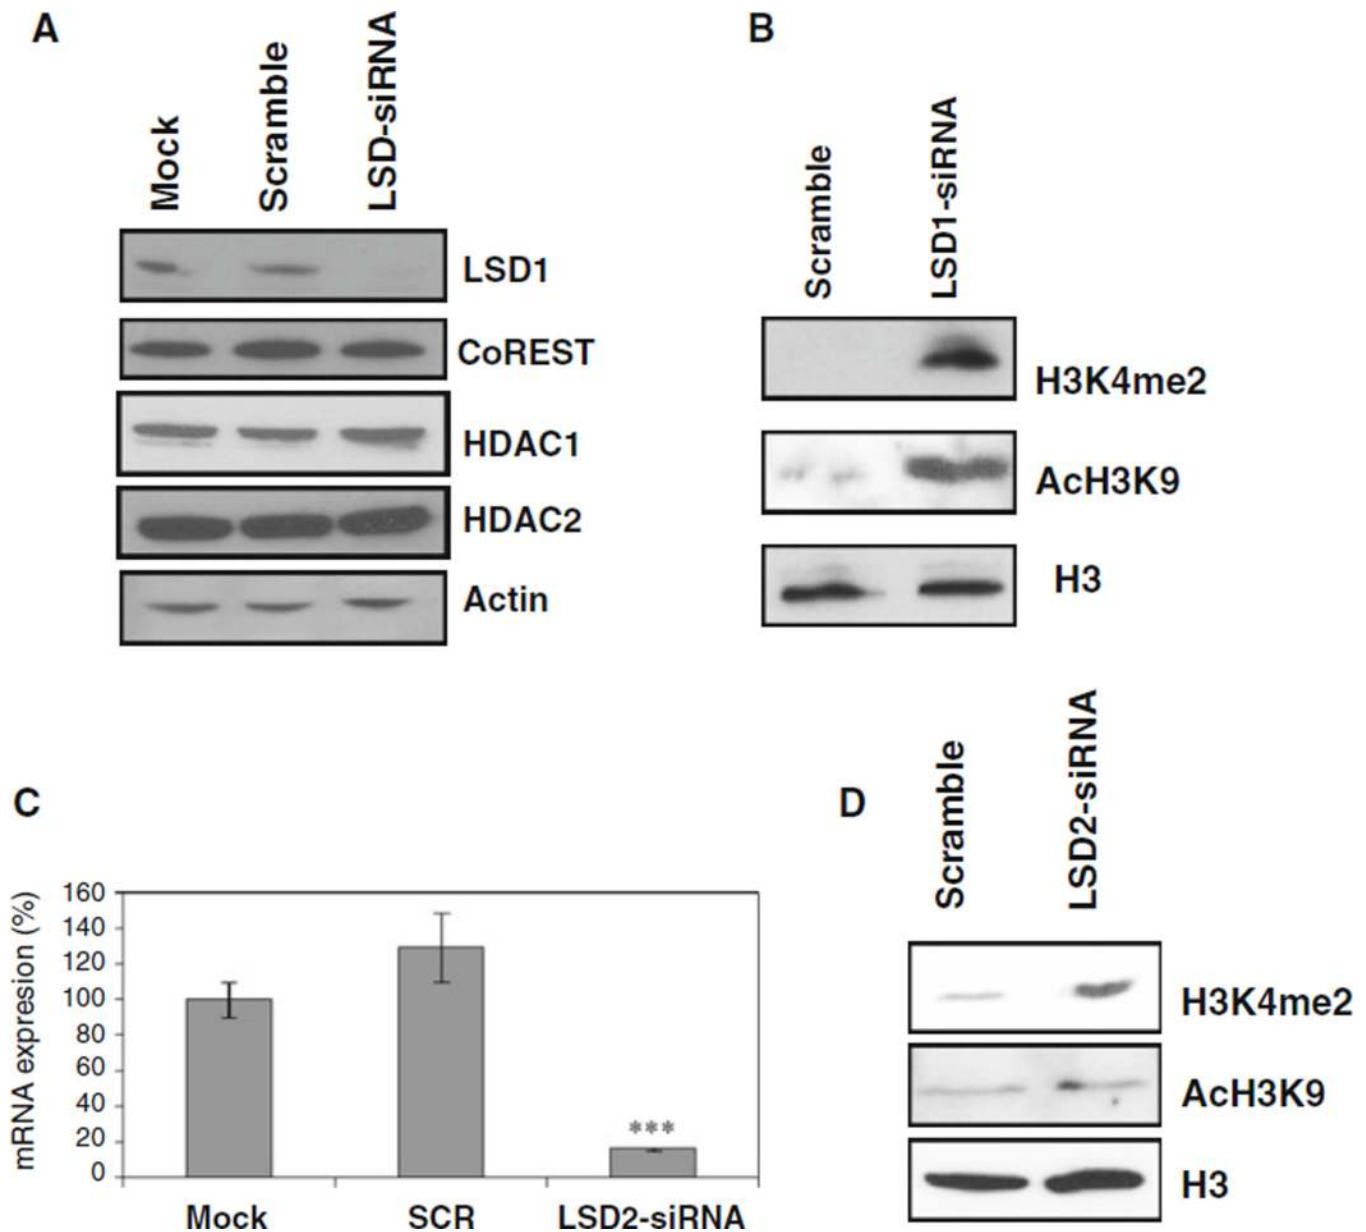 A
Mock
Scramble
LSD-siRNA
LSD1
CoREST
HDAC1
HDAC2
Actin
B
Scramble
LSD1-siRNA
H3K4me2
AcH3K9
H3
C
mRNA expresion (%)
160
140
120
100
80
60
40
20
0
***
Mock
SCR
LSD2-siRNA
D
Scramble
LSD2-siRNA
H3K4me2
AcH3K9
H3